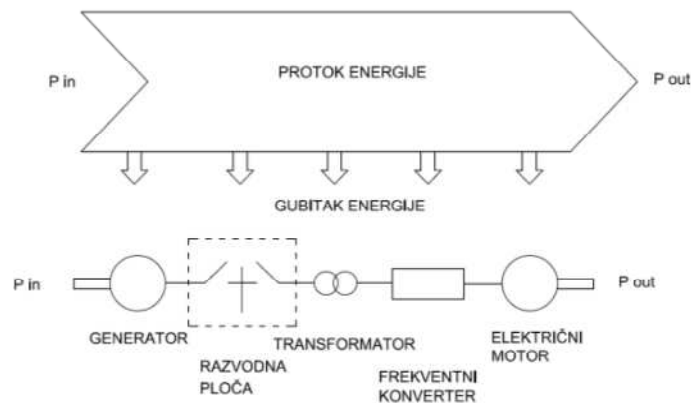 PROTOK ENERGIJE
P in
P out
GUBITAK ENERGIJE
P in
P out
GENERATOR
RAZVODNA
PLOČA
TRANSFORMATOR
FREKVENTNI
KONVERTER
ELEKTRIČNI
MOTOR